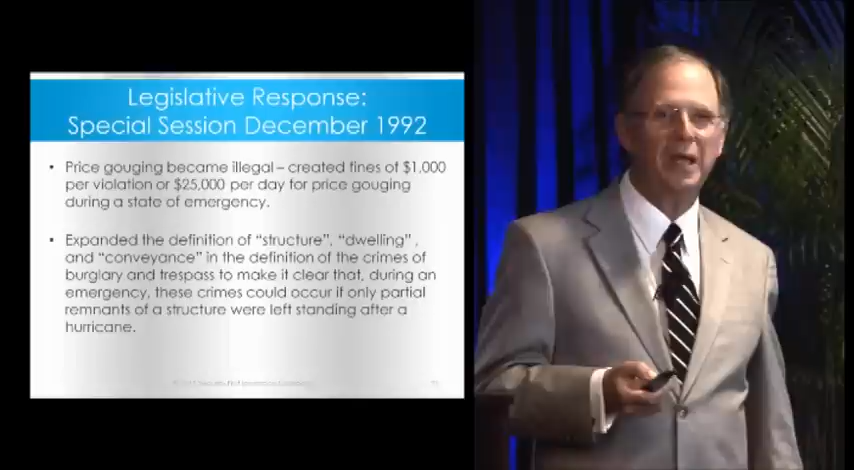 Legislative Response:
Special Session December 1992
• Price gouging became illegal – created fines of $1,000
per violation or $25,000 per day for price gouging
during a state of emergency.
• Expanded the definition of “structure”, “dwelling” ,
and “conveyance” in the definition of the crimes of
burglary and trespass to make it clear that, during an
emergency, these crimes could occur if only partial
remnants of a structure were left standing after a
hurricane.